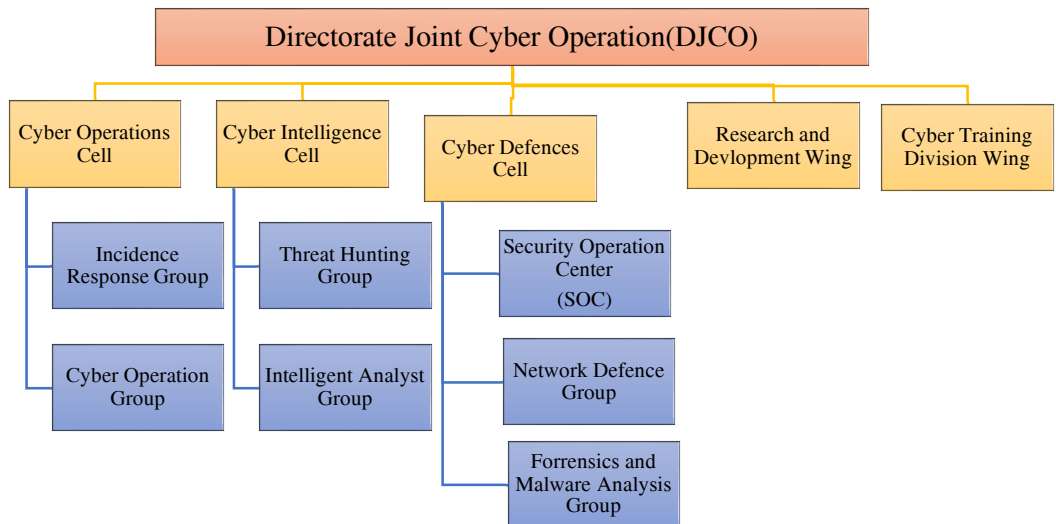 Directorate Joint Cyber Operation(DJCO)
Cyber Operations
Cell
Cyber Intelligence
Cell
Cyber Defences
Cell
Research and
Devlopment Wing
Cyber Training
Division Wing
Incidence
Response Group
Cyber Operation
Group
Threat Hunting
Group
Intelligent Analyst
Group
Security Operation
Center
(SOC)
Network Defence
Group
Forrensics and
Malware Analysis
Group